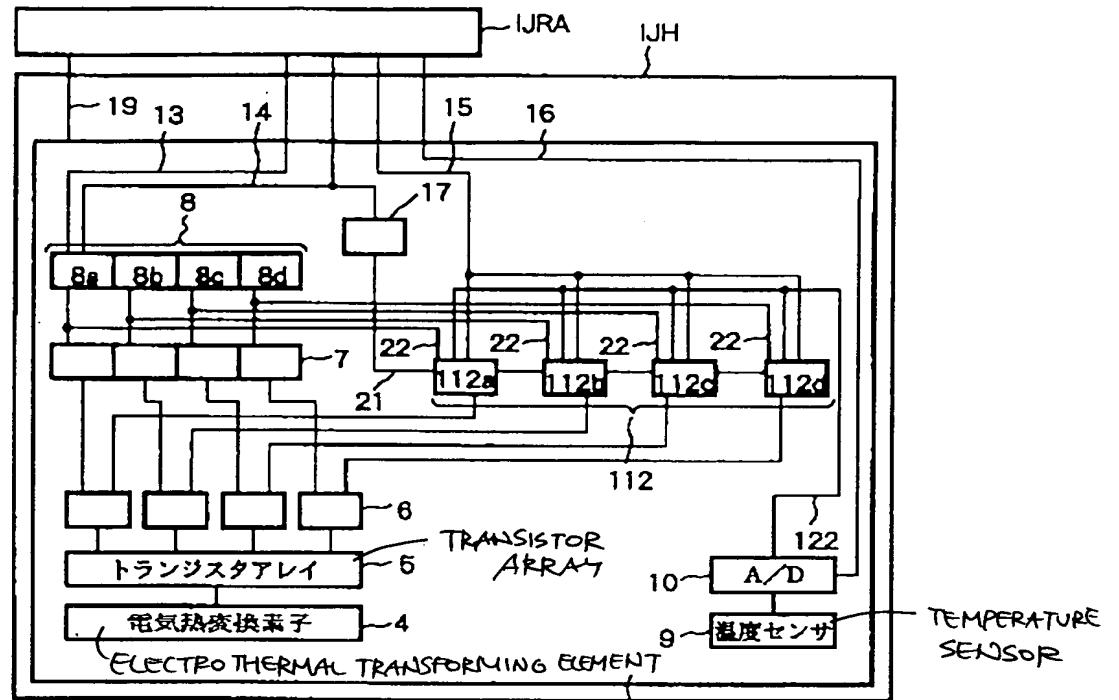 IJRA
IJH
19
13
14
15
16
8
17
8a 8b 8c 8d
22 22 22 22
7
112a 112b 112c 112d
21
112
6
122
トランジスタアレイ
5
TRANSISTOR
ARRAY
10
A/D
電気熱変換素子
4
9
温度センサ
TEMPERATURE
SENSOR
ELECTROTHERMAL TRANSFORMING ELEMENT